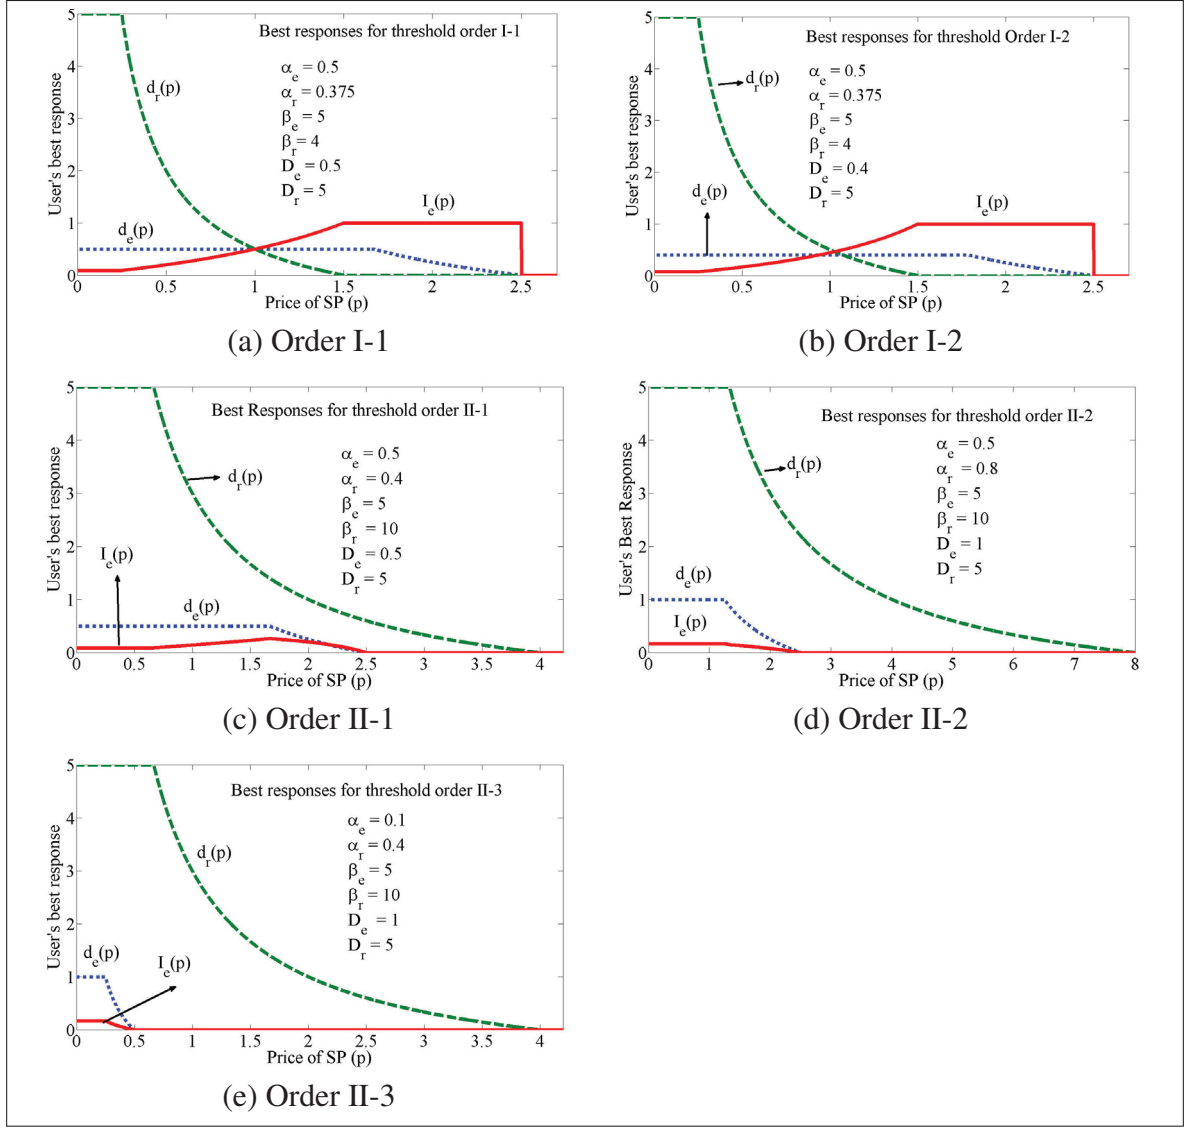 Best responses for threshold order I-1
d_r(p)
α_e = 0.5
α_r = 0.375
β_e = 5
β_r = 4
D_e = 0.5
D_r = 5
I_e(p)
d_e(p)
User's best response
5
4
3
2
1
0
0.5
1
1.5
2
2.5
Price of SP (p)
(a) Order I-1
Best responses for threshold Order I-2
d_r(p)
α_e = 0.5
α_r = 0.375
β_e = 5
β_r = 4
D_e = 0.4
D_r = 5
d_e(p)
I_e(p)
User's best response
5
4
3
2
1
0
0
0.5
1
1.5
2
2.5
Price of SP (p)
(b) Order I-2
Best Responses for threshold order II-1
α_e = 0.5
α_r = 0.4
β_e = 5
β_r = 10
D_e = 0.5
D_r = 5
d_r(p)
I_e(p)
d_e(p)
User's best response
5
4
3
2
1
0
0
0.5
1
1.5
2
2.5
3
3.5
4
Price of SP (p)
(c) Order II-1
Best responses for threshold order II-2
α_e = 0.5
α_r = 0.8
β_e = 5
β_r = 10
D_e = 1
D_r = 5
d_r(p)
d_e(p)
I_e(p)
User's Best Response
5
4
3
2
1
0
0
1
2
3
4
5
6
7
8
Price of SP (p)
(d) Order II-2
Best responses for threshold order II-3
α_e = 0.1
α_r = 0.4
β_e = 5
β_r = 10
D_e = 1
D_r = 5
d_r(p)
d_e(p)
I_e(p)
User's best response
5
4
3
2
1
0
0
0.5
1
1.5
2
2.5
3
3.5
4
Price of SP (p)
(e) Order II-3